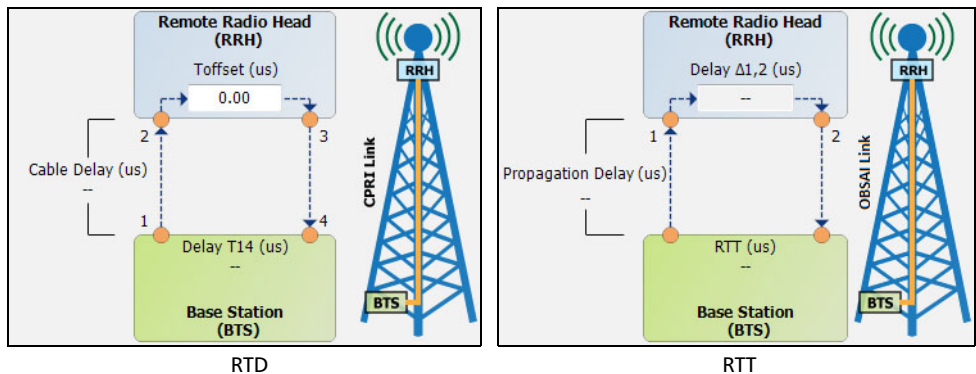 Remote Radio Head
(RRH)
Toffset (us)
0.00
2
3
Cable Delay (us)
--
1
4
Delay T14 (us)
--
Base Station
(BTS)
RRH
CPRI Link
BTS
RTD
Remote Radio Head
(RRH)
Delay Δ1,2 (us)
--
1
2
Propagation Delay (us)
--
RTT (us)
--
Base Station
(BTS)
RRH
OBSAI Link
BTS
RTT